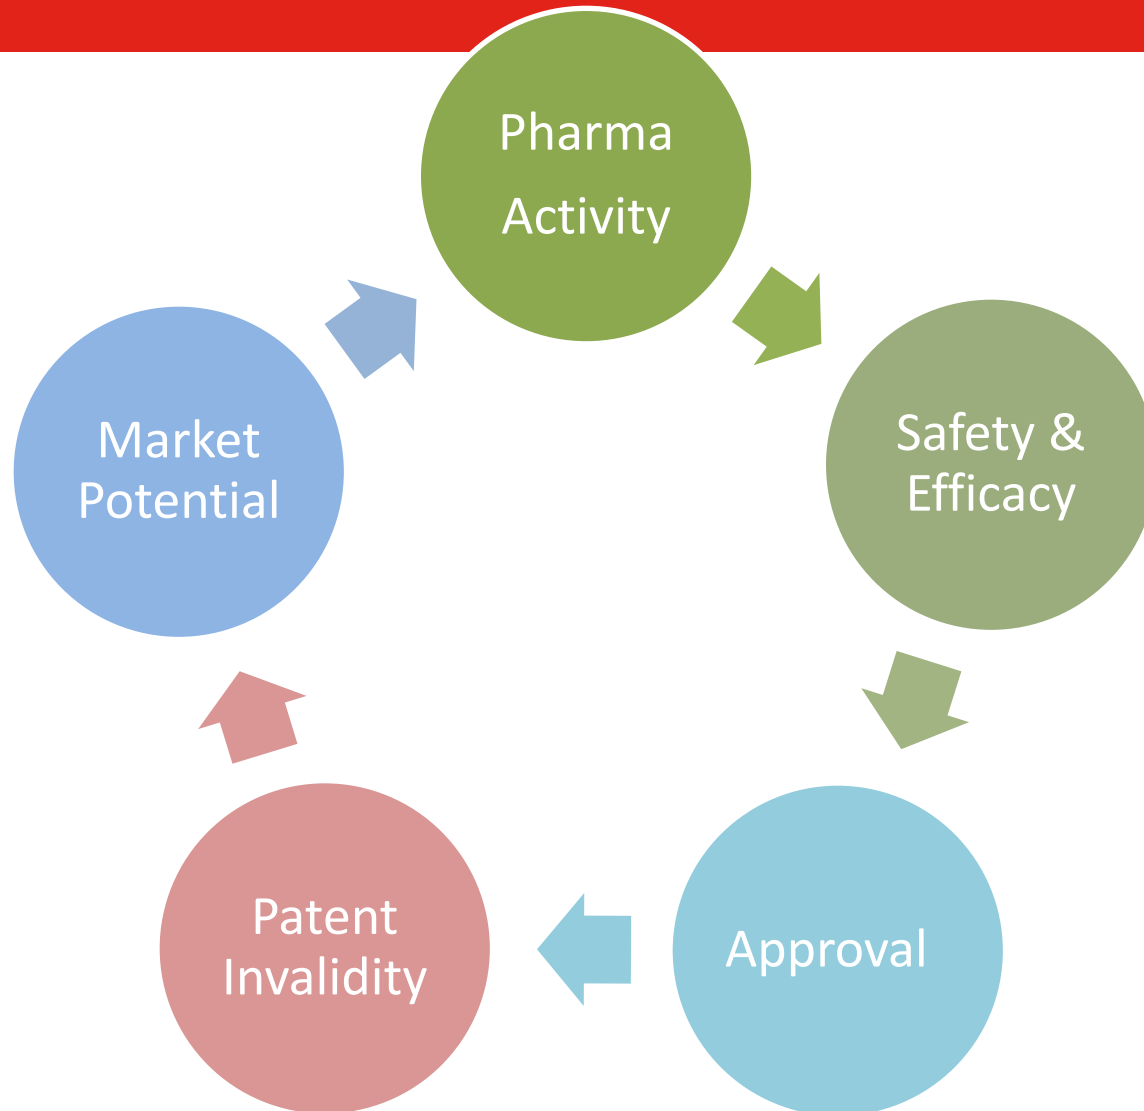 Pharma
Activity
Safety &
Efficacy
Approval
Patent
Invalidity
Market
Potential